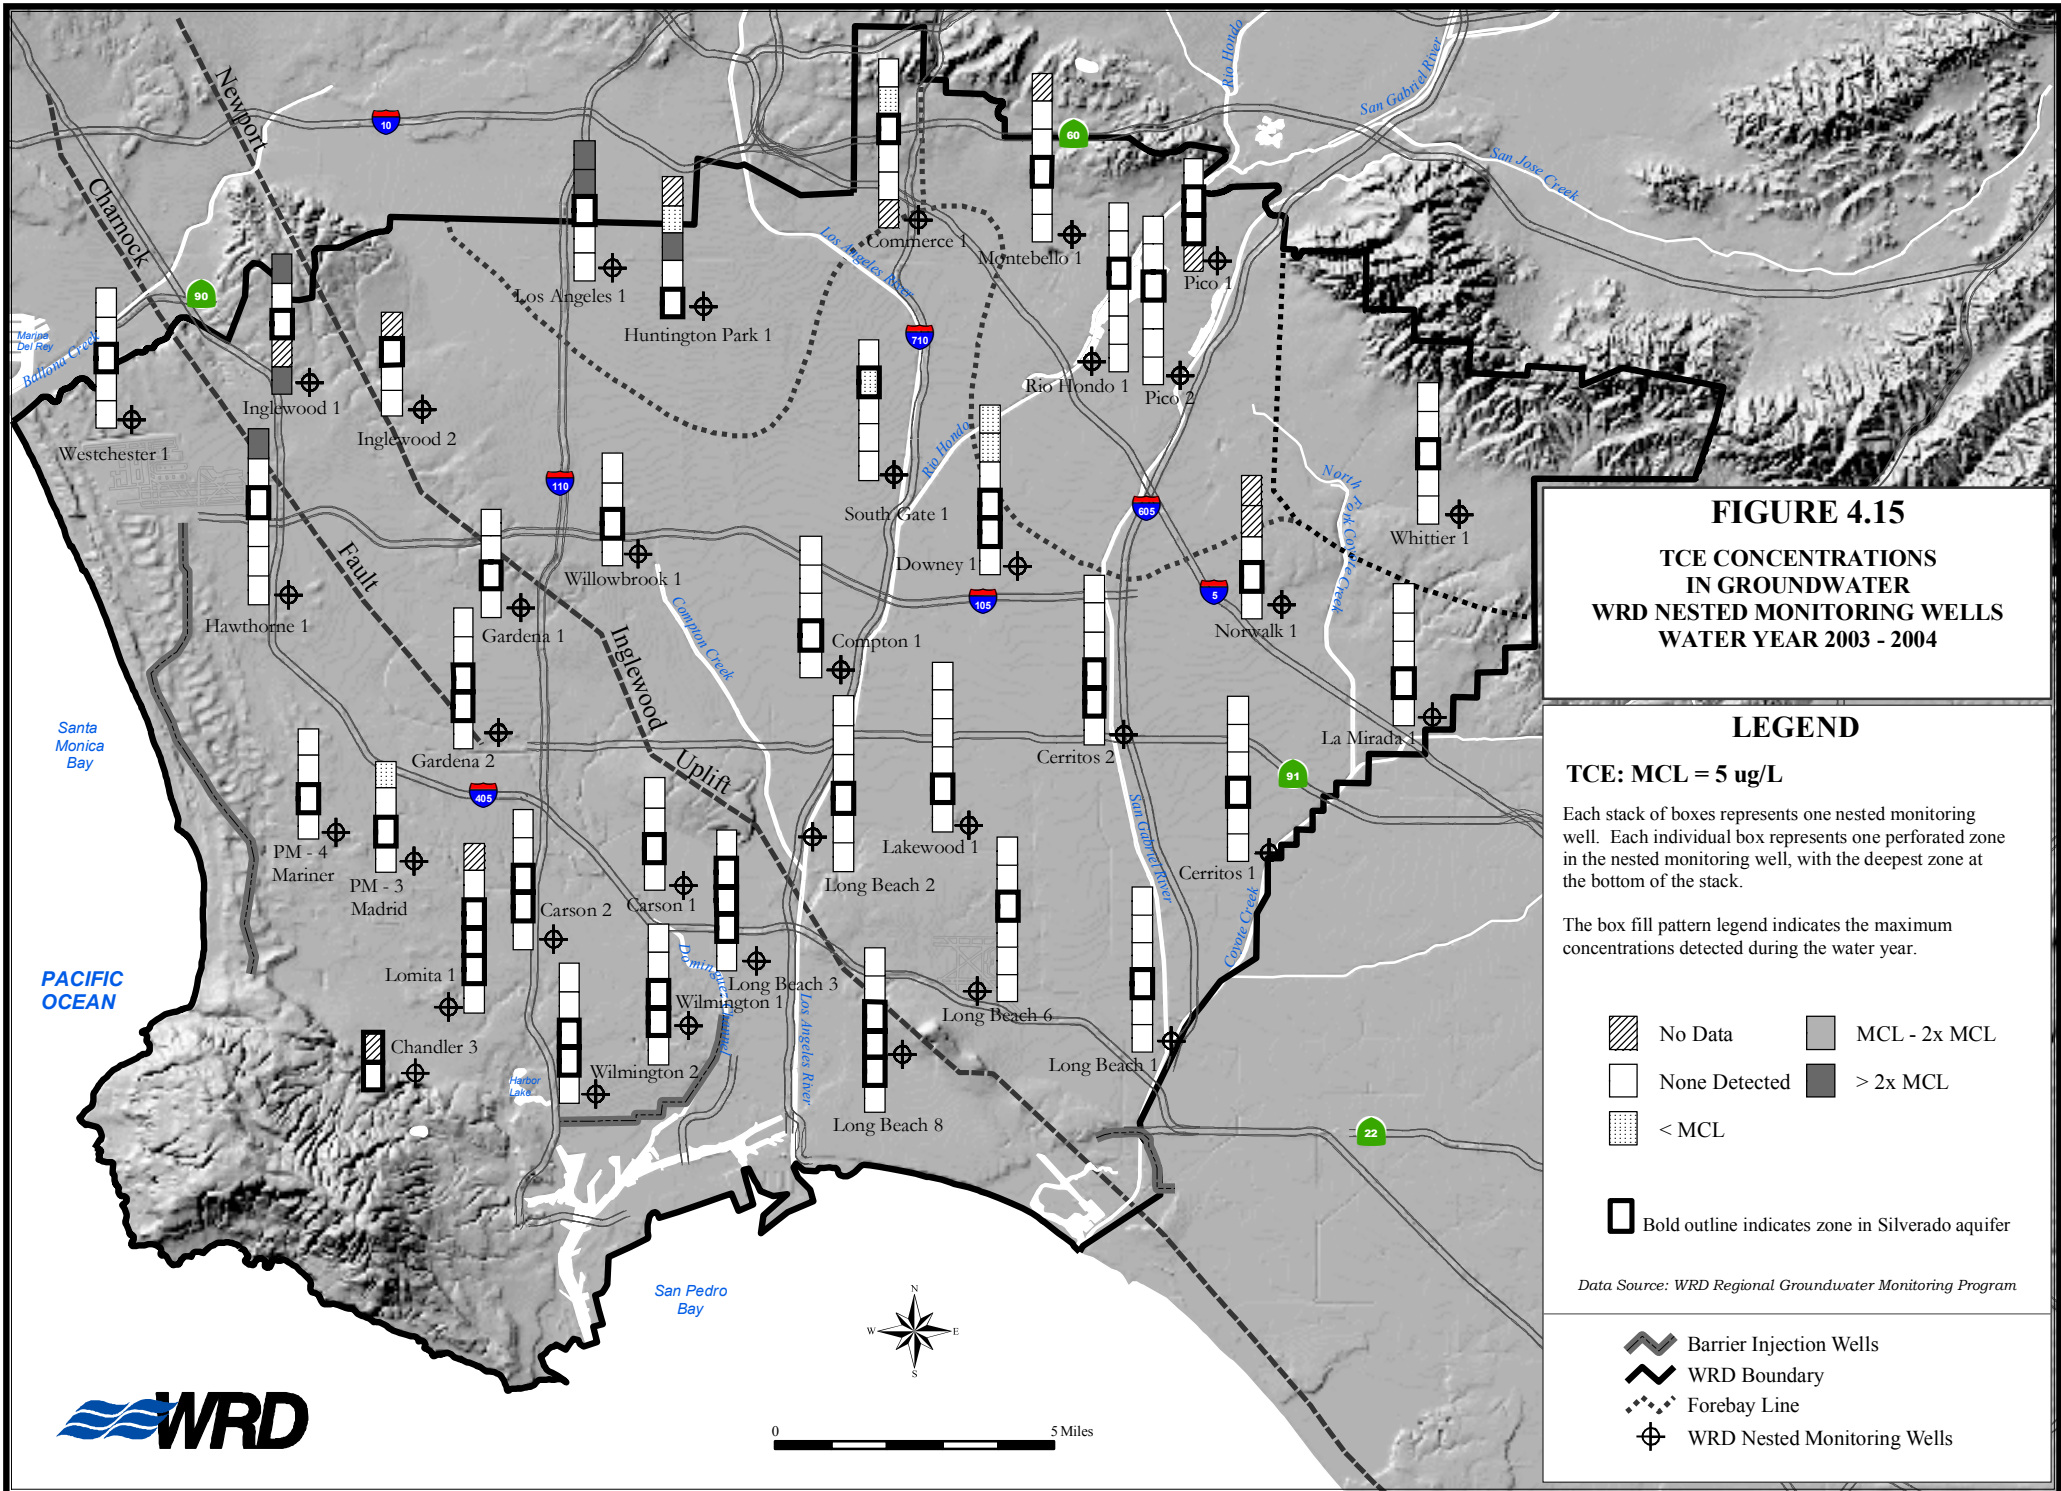 Newport
Charnock
Fault
Inglewood
Uplift
10
60
90
710
110
605
105
5
91
405
22
Rio Hondo
San Gabriel River
San Jose Creek
Los Angeles River
Marina
Del Rey
Ballona Creek
Rio Hondo
North Fork Coyote Creek
Compton Creek
San Gabriel River
Coyote Creek
Los Angeles River
Harbor
Lake
Santa
Monica
Bay
PACIFIC
OCEAN
San Pedro
Bay
Commerce 1
Montebello 1
Pico 1
Los Angeles 1
Huntington Park 1
Rio Hondo 1
Pico 2
Inglewood 1
Inglewood 2
Westchester 1
South Gate 1
Whittier 1
Downey 1
Willowbrook 1
Hawthorne 1
Gardena 1
Compton 1
Norwalk 1
La Mirada 1
Gardena 2
Cerritos 2
Lakewood 1
Cerritos 1
PM - 4
Mariner
PM - 3
Madrid
Long Beach 2
Carson 2
Carson 1
Lomita 1
Long Beach 3
Wilmington 1
Long Beach 6
Chandler 3
Wilmington 2
Long Beach 1
Long Beach 8
FIGURE 4.15
TCE CONCENTRATIONS
IN GROUNDWATER
WRD NESTED MONITORING WELLS
WATER YEAR 2003 - 2004
LEGEND
TCE: MCL = 5 ug/L
Each stack of boxes represents one nested monitoring
well. Each individual box represents one perforated zone
in the nested monitoring well, with the deepest zone at
the bottom of the stack.
The box fill pattern legend indicates the maximum
concentrations detected during the water year.
No Data
MCL - 2x MCL
None Detected
> 2x MCL
< MCL
Bold outline indicates zone in Silverado aquifer
Data Source: WRD Regional Groundwater Monitoring Program
Barrier Injection Wells
WRD Boundary
Forebay Line
WRD Nested Monitoring Wells
N
W
E
S
0
5 Miles
WRD